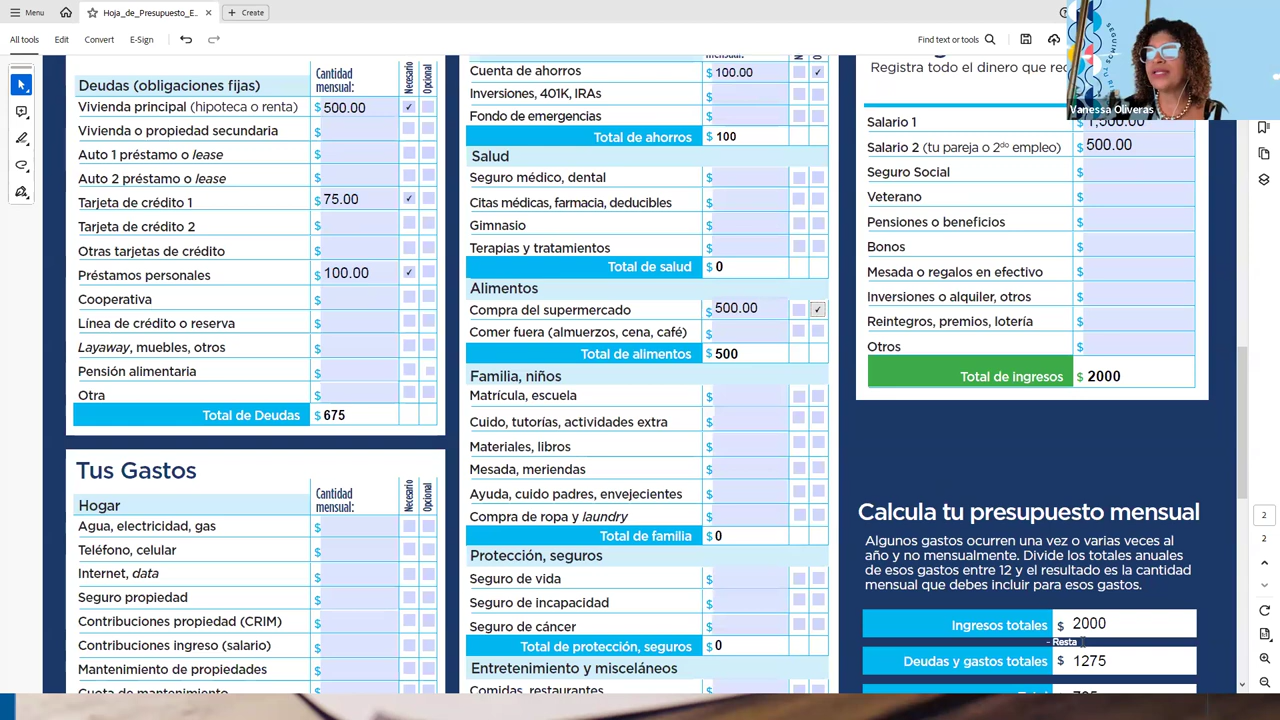 Menu
Hoja_de_Presupuesto_E...
Create
All tools
Edit
Convert
E-Sign
Find text or tools
Vanessa Oliveras
Deudas (obligaciones fijas)
Cantidad mensual:
Necesario
Opcional
Vivienda principal (hipoteca o renta) $ 500.00
Vivienda o propiedad secundaria $
Auto 1 préstamo o lease $
Auto 2 préstamo o lease $
Tarjeta de crédito 1 $ 75.00
Tarjeta de crédito 2 $
Otras tarjetas de crédito $
Préstamos personales $ 100.00
Cooperativa $
Línea de crédito o reserva $
Layaway, muebles, otros $
Pensión alimentaria $
Otra $
Total de Deudas $ 675
Tus Gastos
Hogar
Cantidad mensual:
Necesario
Opcional
Agua, electricidad, gas $
Teléfono, celular $
Internet, data $
Seguro propiedad $
Contribuciones propiedad (CRIM) $
Contribuciones ingreso (salario) $
Mantenimiento de propiedades $
Cuota de mantenimiento
mensual:
Cuenta de ahorros $ 100.00
Inversiones, 401K, IRAs $
Fondo de emergencias $
Total de ahorros $ 100
Salud
Seguro médico, dental $
Citas médicas, farmacia, deducibles $
Gimnasio $
Terapias y tratamientos $
Total de salud $ 0
Alimentos
Compra del supermercado $ 500.00
Comer fuera (almuerzos, cena, café) $
Total de alimentos $ 500
Familia, niños
Matrícula, escuela $
Cuido, tutorías, actividades extra $
Materiales, libros $
Mesada, meriendas $
Ayuda, cuido padres, envejecientes $
Compra de ropa y laundry $
Total de familia $ 0
Protección, seguros
Seguro de vida $
Seguro de incapacidad $
Seguro de cáncer $
Total de protección, seguros $ 0
Entretenimiento y misceláneos
Comidas, restaurantes
Registra todo el dinero que
Salario 1 1,500.00
Salario 2 (tu pareja o 2do empleo) $ 500.00
Seguro Social $
Veterano $
Pensiones o beneficios $
Bonos $
Mesada o regalos en efectivo $
Inversiones o alquiler, otros $
Reintegros, premios, lotería $
Otros $
Total de ingresos $ 2000
Calcula tu presupuesto mensual
Algunos gastos ocurren una vez o varias veces al
año y no mensualmente. Divide los totales anuales
de esos gastos entre 12 y el resultado es la cantidad
mensual que debes incluir para esos gastos.
Ingresos totales $ 2000
- Resta
Deudas y gastos totales $ 1275
2
2